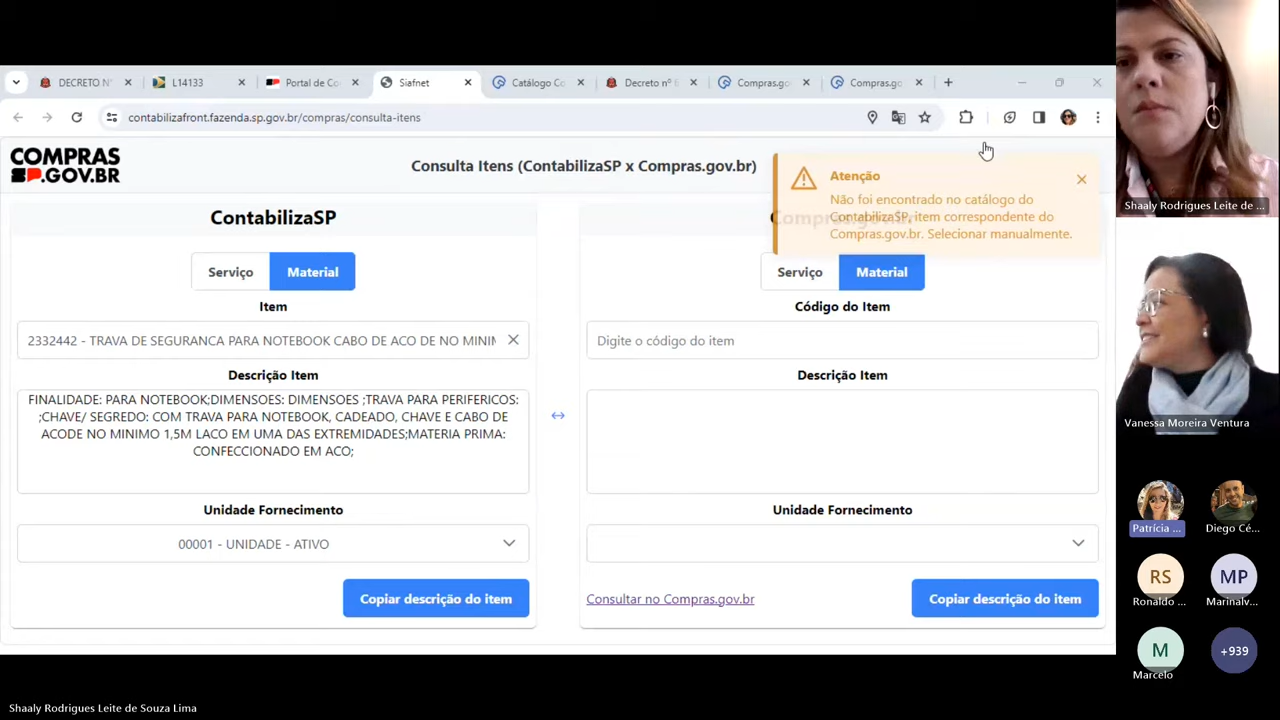 DECRETO N
L14133
Portal de Co
Siafnet
Catálogo Co
Decreto nº
Compras.go
Compras.go
contabilizafront.fazenda.sp.gov.br/compras/consulta-itens
COMPRAS
SP.GOV.BR
Consulta Itens (ContabilizaSP x Compras.gov.br)
Atenção
Não foi encontrado no catálogo do
ContabilizaSP, item correspondente do
Compras.gov.br. Selecionar manualmente.
ContabilizaSP
Serviço
Material
Item
2332442 - TRAVA DE SEGURANCA PARA NOTEBOOK CABO DE ACO DE NO MINIM
Descrição Item
FINALIDADE: PARA NOTEBOOK;DIMENSOES: DIMENSOES ;TRAVA PARA PERIFERICOS:
;CHAVE/ SEGREDO: COM TRAVA PARA NOTEBOOK, CADEADO, CHAVE E CABO DE
ACODE NO MINIMO 1,5M LACO EM UMA DAS EXTREMIDADES;MATERIA PRIMA:
CONFECCIONADO EM ACO;
Unidade Fornecimento
00001 - UNIDADE - ATIVO
Copiar descrição do item
Serviço
Material
Código do Item
Digite o código do item
Descrição Item
Unidade Fornecimento
Consultar no Compras.gov.br
Copiar descrição do item
Shaaly Rodrigues Leite de ...
Vanessa Moreira Ventura
Patrícia ...
Diego Cé...
RS
Ronaldo ...
MP
Marinalv...
M
Marcelo
+939
Shaaly Rodrigues Leite de Souza Lima